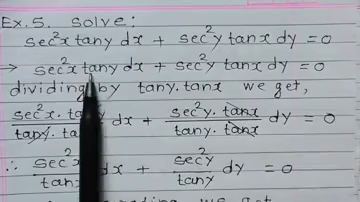 Ex. 5. Solve:
sec²x tany dx + sec²y tanx dy = 0
→ sec²x tany dx + sec²y tanx dy = 0
dividing by tany. tanx we get,
sec²x. tany/tany. tanx dx + sec²y. tanx/tany. tanx dy = 0
∴ sec²x/tanx dx + sec²y/tany dy = 0
we get